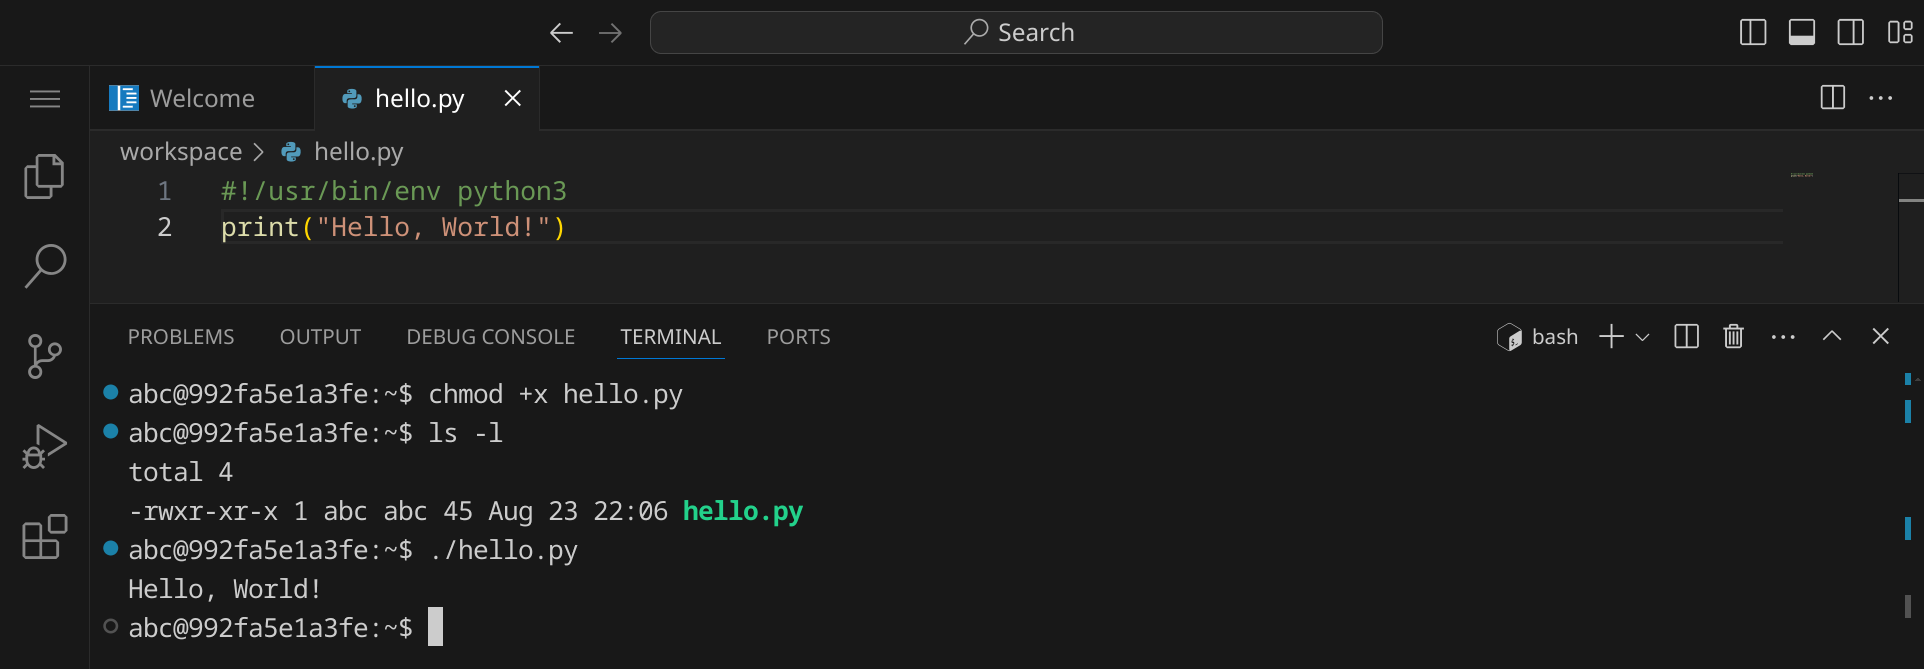 Search
Welcome
hello.py
workspace > hello.py
1 #!/usr/bin/env python3
2 print("Hello, World!")
PROBLEMS OUTPUT DEBUG CONSOLE TERMINAL PORTS bash
abc@992fa5e1a3fe:~$ chmod +x hello.py
abc@992fa5e1a3fe:~$ ls -l
total 4
-rwxr-xr-x 1 abc abc 45 Aug 23 22:06 hello.py
abc@992fa5e1a3fe:~$ ./hello.py
Hello, World!
abc@992fa5e1a3fe:~$